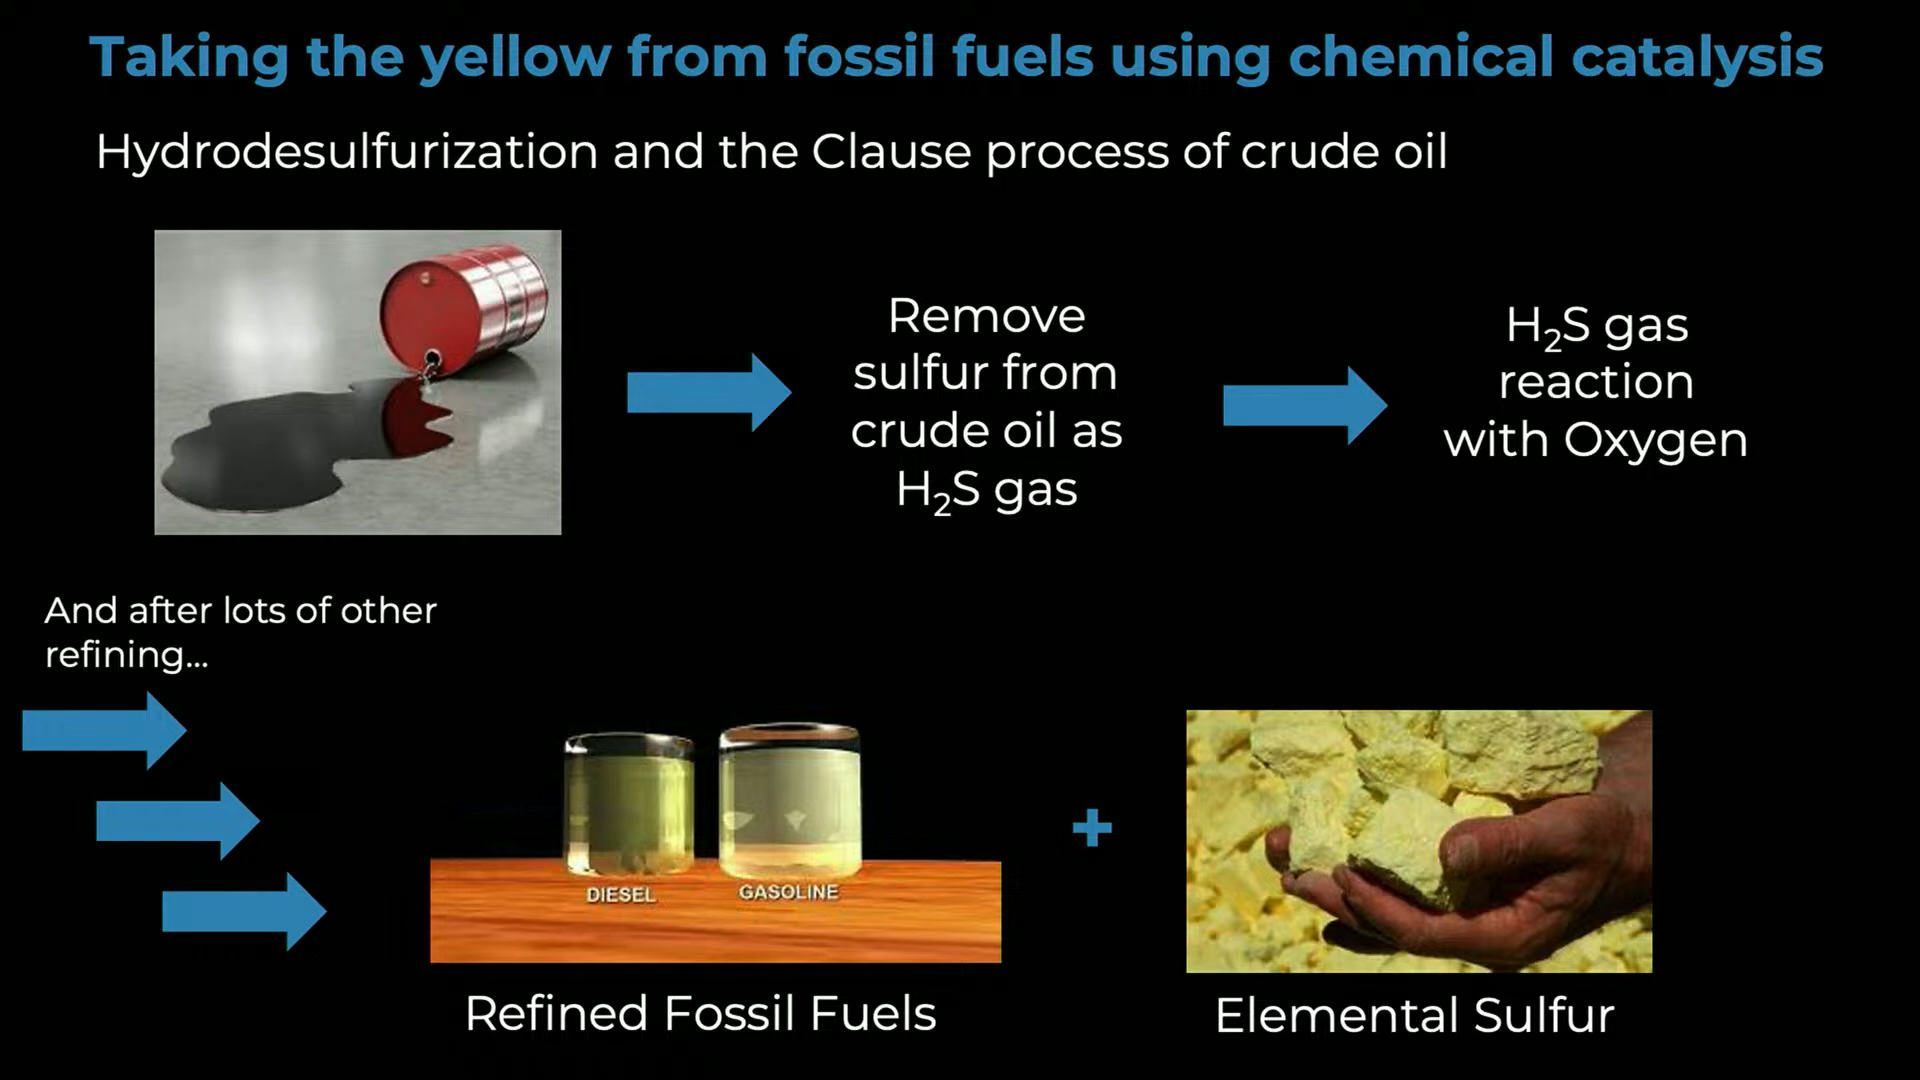 Taking the yellow from fossil fuels using chemical catalysis
Hydrodesulfurization and the Clause process of crude oil
Remove
sulfur from
crude oil as
H₂S gas
H₂S gas
reaction
with Oxygen
And after lots of other
refining...
DIESEL
GASOLINE
+
Refined Fossil Fuels
Elemental Sulfur